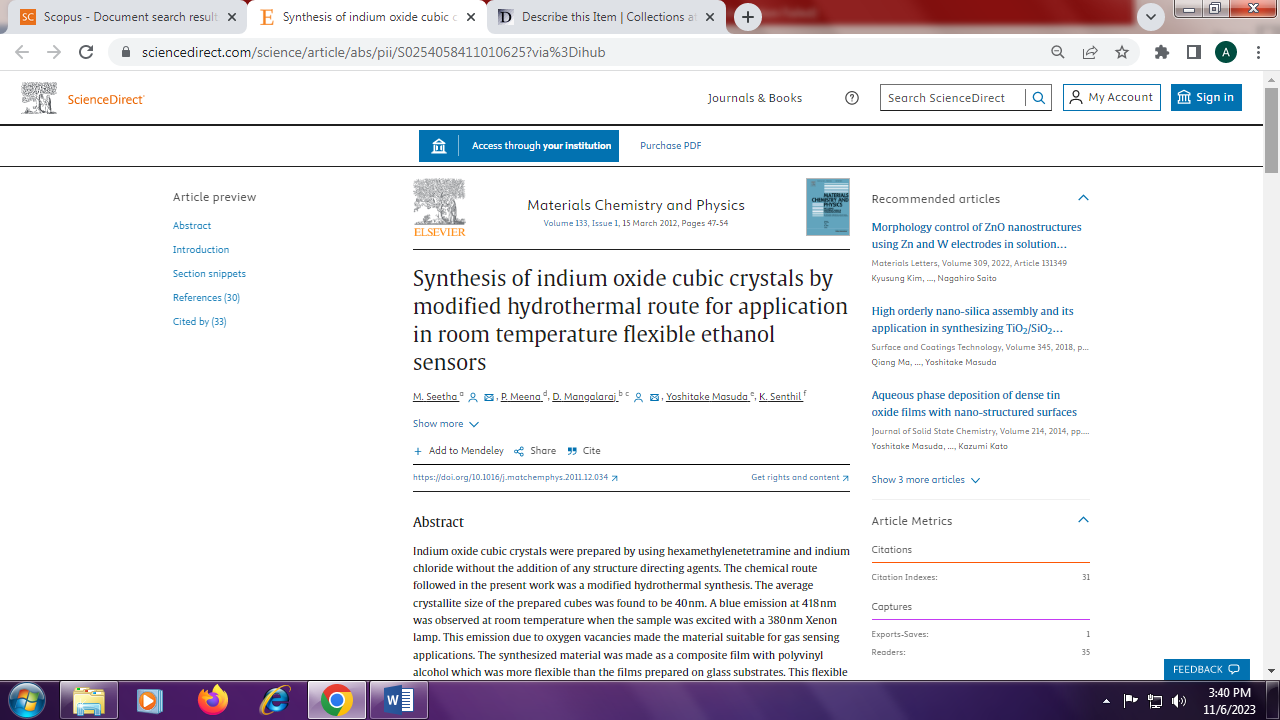 SC Scopus - Document search result
Synthesis of indium oxide cubic c
D Describe this Item | Collections a
sciencedirect.com/science/article/abs/pii/S0254058411010625?via%3Dihub
A
ScienceDirect
Journals & Books
Search ScienceDirect
My Account
Sign in
Access through your institution
Purchase PDF
Article preview
Abstract
Introduction
Section snippets
References (30)
Cited by (33)
ELSEVIER
Materials Chemistry and Physics
Volume 133, Issue 1, 15 March 2012, Pages 47-54
MATERIALS CHEMISTRY AND PHYSICS
Synthesis of indium oxide cubic crystals by
modified hydrothermal route for application
in room temperature flexible ethanol
sensors
M. Seetha a, P. Meena d, D. Mangalaraj b c, Yoshitake Masuda e, K. Senthil f
Show more
Add to Mendeley Share Cite
https://doi.org/10.1016/j.matchemphys.2011.12.034 Get rights and content
Abstract
Indium oxide cubic crystals were prepared by using hexamethylenetetramine and indium
chloride without the addition of any structure directing agents. The chemical route
followed in the present work was a modified hydrothermal synthesis. The average
crystallite size of the prepared cubes was found to be 40 nm. A blue emission at 418 nm
was observed at room temperature when the sample was excited with a 380 nm Xenon
lamp. This emission due to oxygen vacancies made the material suitable for gas sensing
applications. The synthesized material was made as a composite film with polyvinyl
alcohol which was more flexible than the films prepared on glass substrates. This flexible
Recommended articles
Morphology control of ZnO nanostructures
using Zn and W electrodes in solution…
Materials Letters, Volume 309, 2022, Article 131349
Kyusung Kim, …, Nagahiro Saito
High orderly nano-silica assembly and its
application in synthesizing TiO2/SiO2…
Surface and Coatings Technology, Volume 345, 2018, p…
Qiang Ma, …, Yoshitake Masuda
Aqueous phase deposition of dense tin
oxide films with nano-structured surfaces
Journal of Solid State Chemistry, Volume 214, 2014, pp.…
Yoshitake Masuda, …, Kazumi Kato
Show 3 more articles
Article Metrics
Citations
Citation Indexes: 31
Captures
Exports-Saves: 1
Readers: 35
FEEDBACK
3:40 PM
11/6/2023